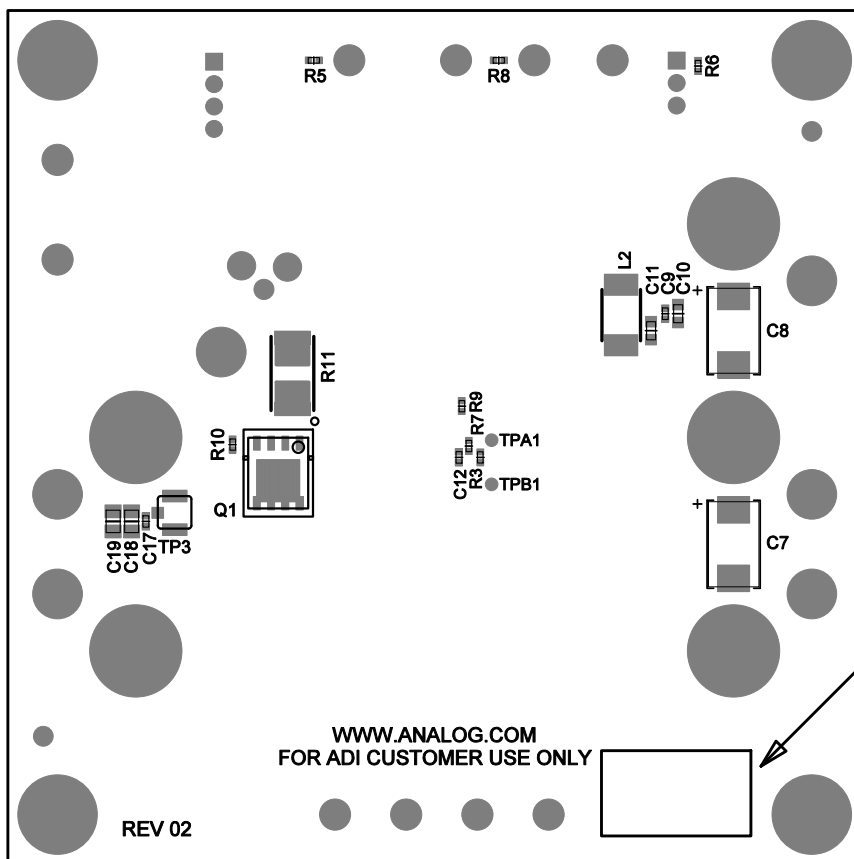 R5
R8
R6
L2
C11
C9
C10
+
C8
R11
R9
R7
TPA1
R10
C12
R3
TPB1
Q1
+
C7
C19
C18
C17
TP3
WWW.ANALOG.COM
FOR ADI CUSTOMER USE ONLY
REV 02